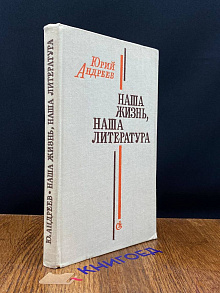 Юрий
Андреев
НАША
ЖИЗНЬ,
НАША
ЛИТЕРАТУРА
Ю.АНДРЕЕВ • НАША ЖИЗНЬ, НАША ЛИТЕРАТУРА
КНИГОЕД